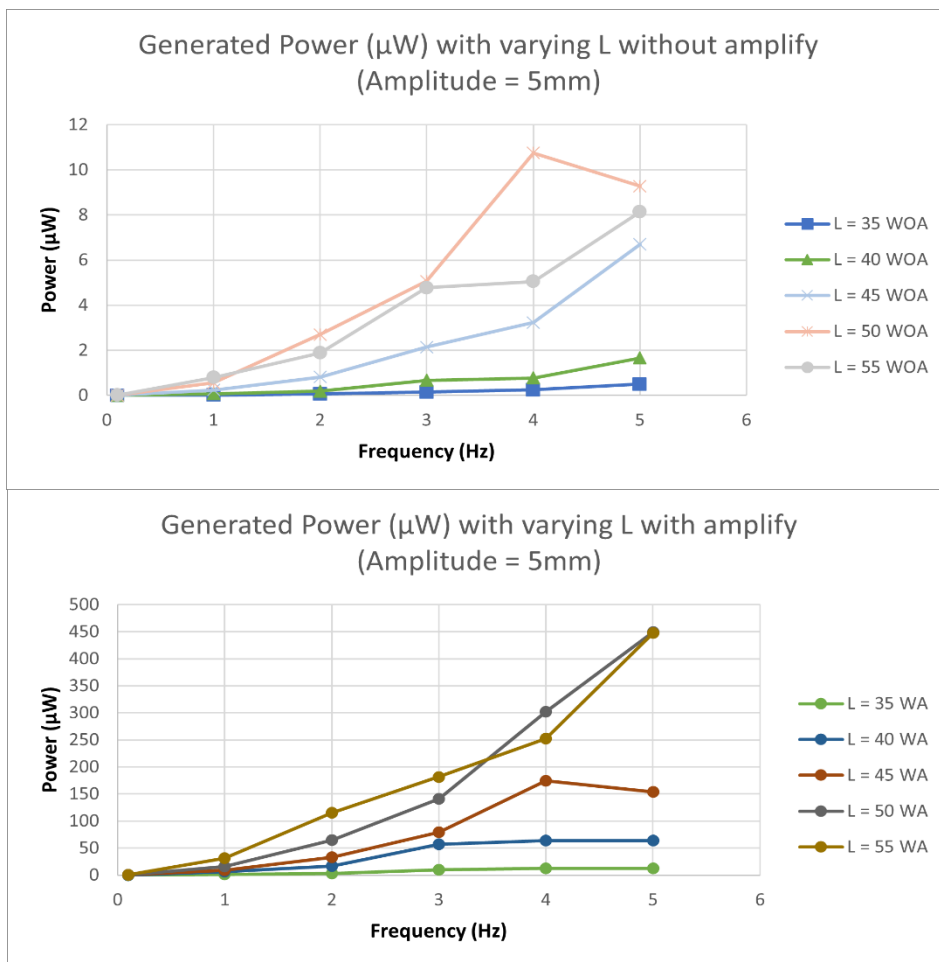 Generated Power (µW) with varying L without amplify
(Amplitude = 5mm)
12
10
8
6
4
2
0
0 1 2 3 4 5 6
Power (µW)
Frequency (Hz)
L = 35 WOA
L = 40 WOA
L = 45 WOA
L = 50 WOA
L = 55 WOA
Generated Power (µW) with varying L with amplify
(Amplitude = 5mm)
500
450
400
350
300
250
200
150
100
50
0
0 1 2 3 4 5 6
Power (µW)
Frequency (Hz)
L = 35 WA
L = 40 WA
L = 45 WA
L = 50 WA
L = 55 WA